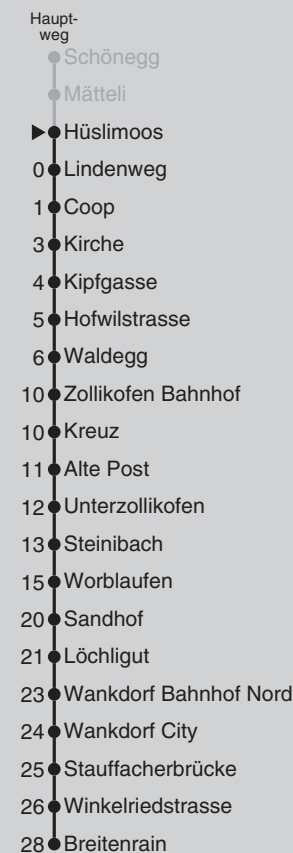 Haupt-
weg
Schönegg
Mätteli
Hüslimoos
0 Lindenweg
1 Coop
3 Kirche
4 Kipfgasse
5 Hofwilstrasse
6 Waldegg
10 Zollikofen Bahnhof
10 Kreuz
11 Alte Post
12 Unterzollikofen
13 Steinibach
15 Worblaufen
20 Sandhof
21 Löchligut
23 Wankdorf Bahnhof Nord
24 Wankdorf City
25 Stauffacherbrücke
26 Winkelriedstrasse
28 Breitenrain